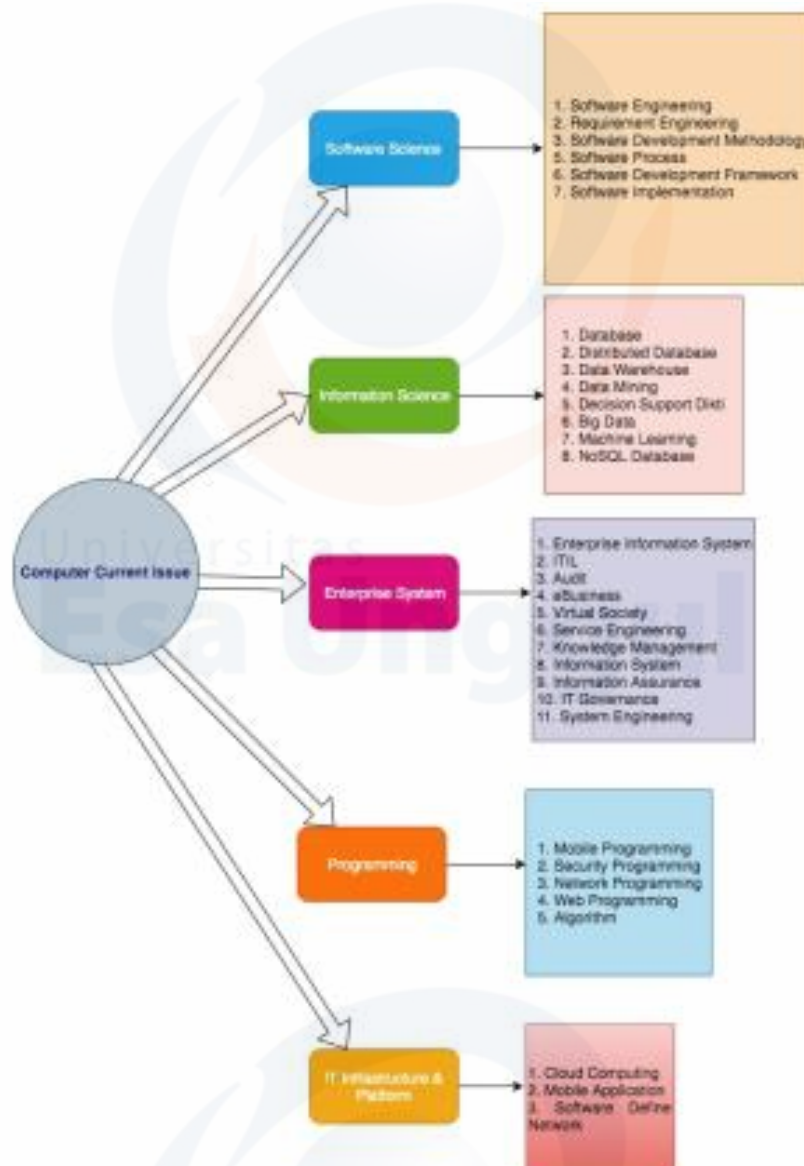 Software Science
1. Software Engineering
2. Requirement Engineering
3. Software Development Methodology
5. Software Process
6. Software Development Framework
7. Software Implementation
Information Science
1. Database
2. Distributed Database
3. Data Warehouse
4. Data Mining
5. Decision Support Dikti
6. Big Data
7. Machine Learning
8. NoSQL Database
Universitas
Esa Unggul
Computer Current Issue
Enterprise System
1. Enterprise Information System
2. ITIL
3. Audit
4. eBusiness
5. Virtual Society
6. Service Engineering
7. Knowledge Management
8. Information System
9. Information Assurance
10. IT Governance
11. System Engineering
Programming
1. Mobile Programming
2. Security Programming
3. Network Programming
4. Web Programming
5. Algorithm
IT Infrastructure &
Platform
1. Cloud Computing
2. Mobile Application
3. Software Define
Network